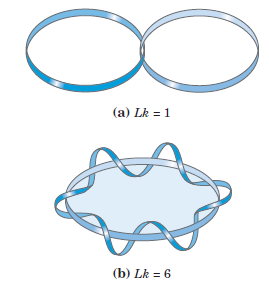 (a) Lk = 1
(b) Lk = 6